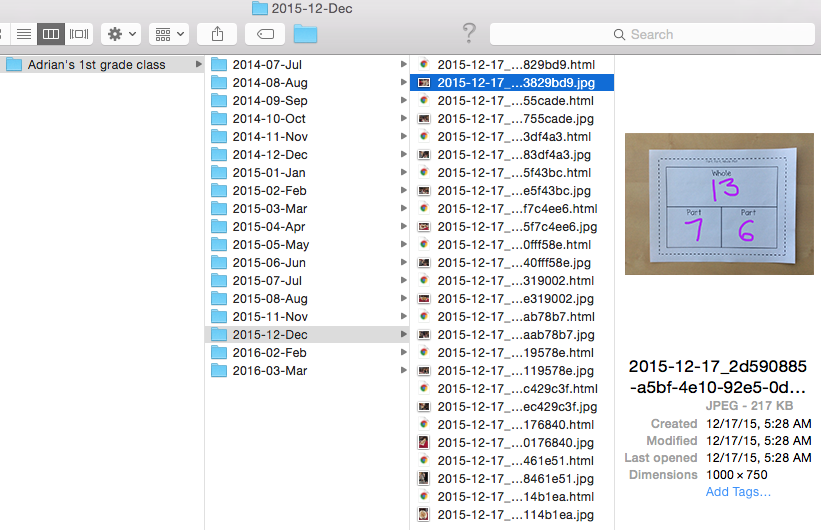 2015-12-Dec
?
Search
Adrian's 1st grade class
2014-07-Jul
2014-08-Aug
2014-09-Sep
2014-10-Oct
2014-11-Nov
2014-12-Dec
2015-01-Jan
2015-02-Feb
2015-03-Mar
2015-04-Apr
2015-05-May
2015-06-Jun
2015-07-Jul
2015-08-Aug
2015-11-Nov
2015-12-Dec
2016-02-Feb
2016-03-Mar
2015-12-17_...829bd9.html
2015-12-17_...3829bd9.jpg
2015-12-17_...55cade.html
2015-12-17_...755cade.jpg
2015-12-17_...3df4a3.html
2015-12-17_...83df4a3.jpg
2015-12-17_...5f43bc.html
2015-12-17_...e5f43bc.jpg
2015-12-17_...f7c4ee6.html
2015-12-17_...5f7c4ee6.jpg
2015-12-17_...0fff58e.html
2015-12-17_...40fff58e.jpg
2015-12-17_...319002.html
2015-12-17_...e319002.jpg
2015-12-17_...ab78b7.html
2015-12-17_...aab78b7.jpg
2015-12-17_...19578e.html
2015-12-17_...119578e.jpg
2015-12-17_...c429c3f.html
2015-12-17_...ec429c3f.jpg
2015-12-17_...176840.html
2015-12-17_...0176840.jpg
2015-12-17_...461e51.html
2015-12-17_...8461e51.jpg
2015-12-17_...14b1ea.html
2015-12-17_...114b1ea.jpg
Whole
13
Part Part
7 6
2015-12-17_2d590885
-a5bf-4e10-92e5-0d...
JPEG - 217 KB
Created 12/17/15, 5:28 AM
Modified 12/17/15, 5:28 AM
Last opened 12/17/15, 5:28 AM
Dimensions 1000 × 750
Add Tags...